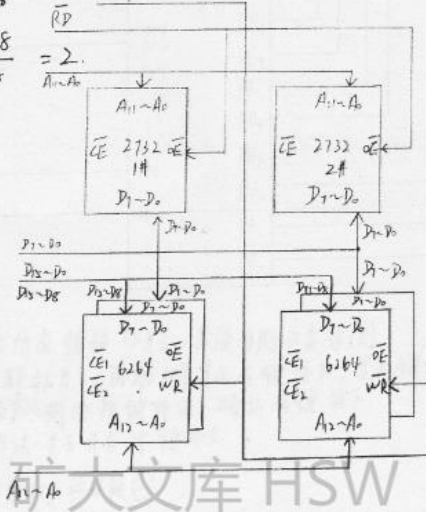 RD
8
= 2.
A11~A0
A11~A0
A11~A0
CE 2732 OE
1#
CE 2732 OE
2#
D7~D0
D7~D0
D7~D0
D7~D0
D7~D0
D15~D0
D15~D8
D15~D8
D7~D0
D15~D8
D7~D0
D7~D0
D7~D0
D7~D0
CE1 6264 OE
CE2 WR
CE1 6264 OE
CE2 WR
A12~A0
A12~A0
A12~A0
矿大文库 HSW